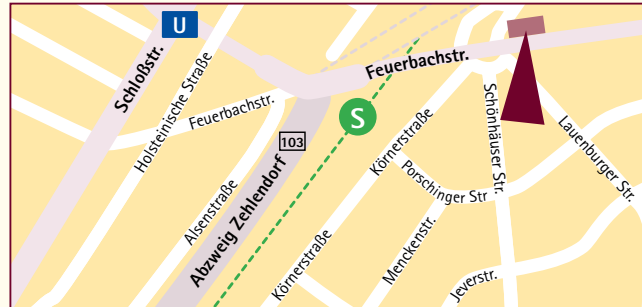 U
Schloßstr.
Holsteinische Straße
Feuerbachstr.
Feuerbachstr.
S
103
Alsenstraße
Abzweig Zehlendorf
Körnerstraße
Körnerstraße
Schönhäuser Str.
Lauenburger Str.
Porschinger Str.
Menckenstr.
Jeverstr.